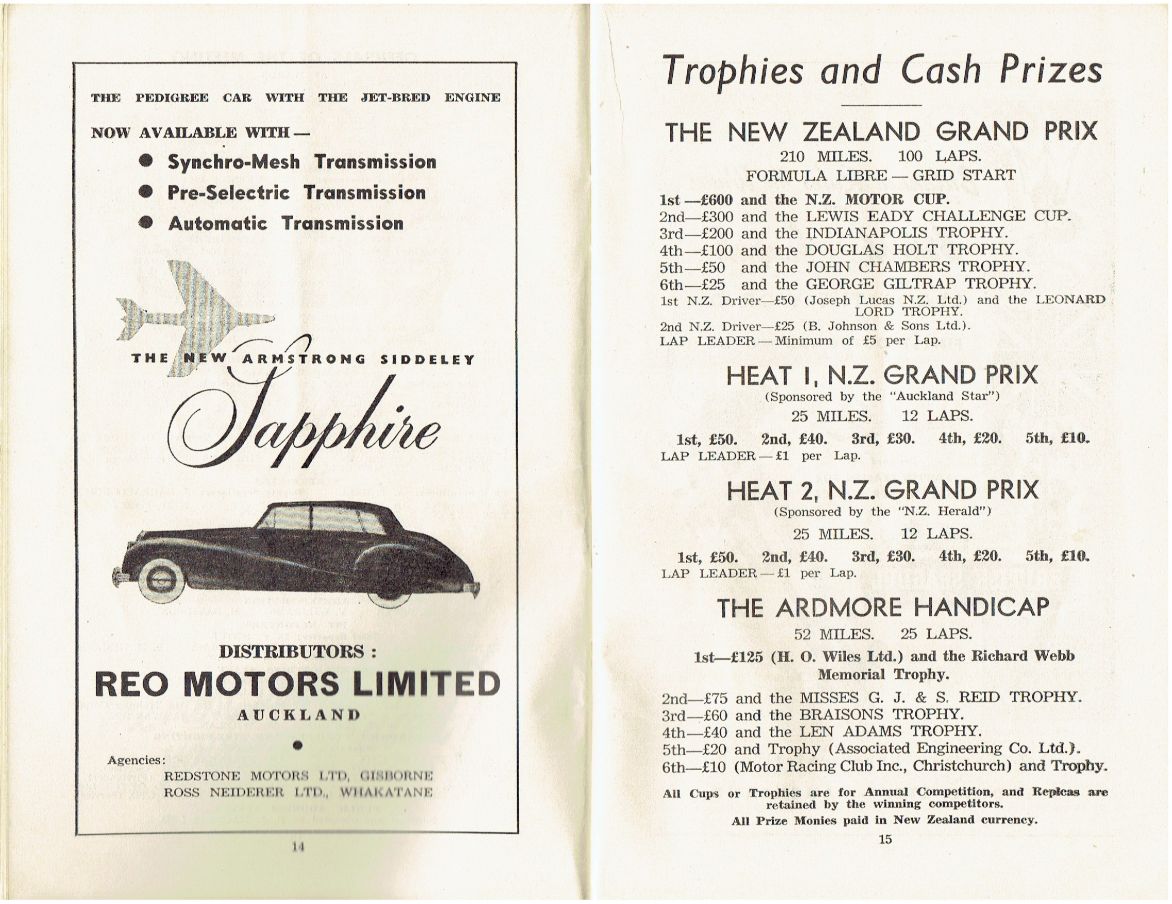 THE PEDIGREE CAR WITH THE JET-BRED ENGINE
NOW AVAILABLE WITH —
● Synchro-Mesh Transmission
● Pre-Selectric Transmission
● Automatic Transmission
THE NEW ARMSTRONG SIDDELEY
Sapphire
DISTRIBUTORS :
REO MOTORS LIMITED
AUCKLAND
●
Agencies:
REDSTONE MOTORS LTD, GISBORNE
ROSS NEIDERER LTD., WHAKATANE
14
Trophies and Cash Prizes
THE NEW ZEALAND GRAND PRIX
210 MILES. 100 LAPS.
FORMULA LIBRE — GRID START
1st —£600 and the N.Z. MOTOR CUP.
2nd—£300 and the LEWIS EADY CHALLENGE CUP.
3rd—£200 and the INDIANAPOLIS TROPHY.
4th—£100 and the DOUGLAS HOLT TROPHY.
5th—£50 and the JOHN CHAMBERS TROPHY.
6th—£25 and the GEORGE GILTRAP TROPHY.
1st N.Z. Driver—£50 (Joseph Lucas N.Z. Ltd.) and the LEONARD
LORD TROPHY.
2nd N.Z. Driver—£25 (B. Johnson & Sons Ltd.).
LAP LEADER — Minimum of £5 per Lap.
HEAT 1, N.Z. GRAND PRIX
(Sponsored by the "Auckland Star")
25 MILES. 12 LAPS.
1st, £50. 2nd, £40. 3rd, £30. 4th, £20. 5th, £10.
LAP LEADER — £1 per Lap.
HEAT 2, N.Z. GRAND PRIX
(Sponsored by the "N.Z. Herald")
25 MILES. 12 LAPS.
1st, £50. 2nd, £40. 3rd, £30. 4th, £20. 5th, £10.
LAP LEADER — £1 per Lap.
THE ARDMORE HANDICAP
52 MILES. 25 LAPS.
1st—£125 (H. O. Wiles Ltd.) and the Richard Webb
Memorial Trophy.
2nd—£75 and the MISSES G. J. & S. REID TROPHY.
3rd—£60 and the BRAISONS TROPHY.
4th—£40 and the LEN ADAMS TROPHY.
5th—£20 and Trophy (Associated Engineering Co. Ltd.).
6th—£10 (Motor Racing Club Inc., Christchurch) and Trophy.
All Cups or Trophies are for Annual Competition, and Replicas are
retained by the winning competitors.
All Prize Monies paid in New Zealand currency.
15